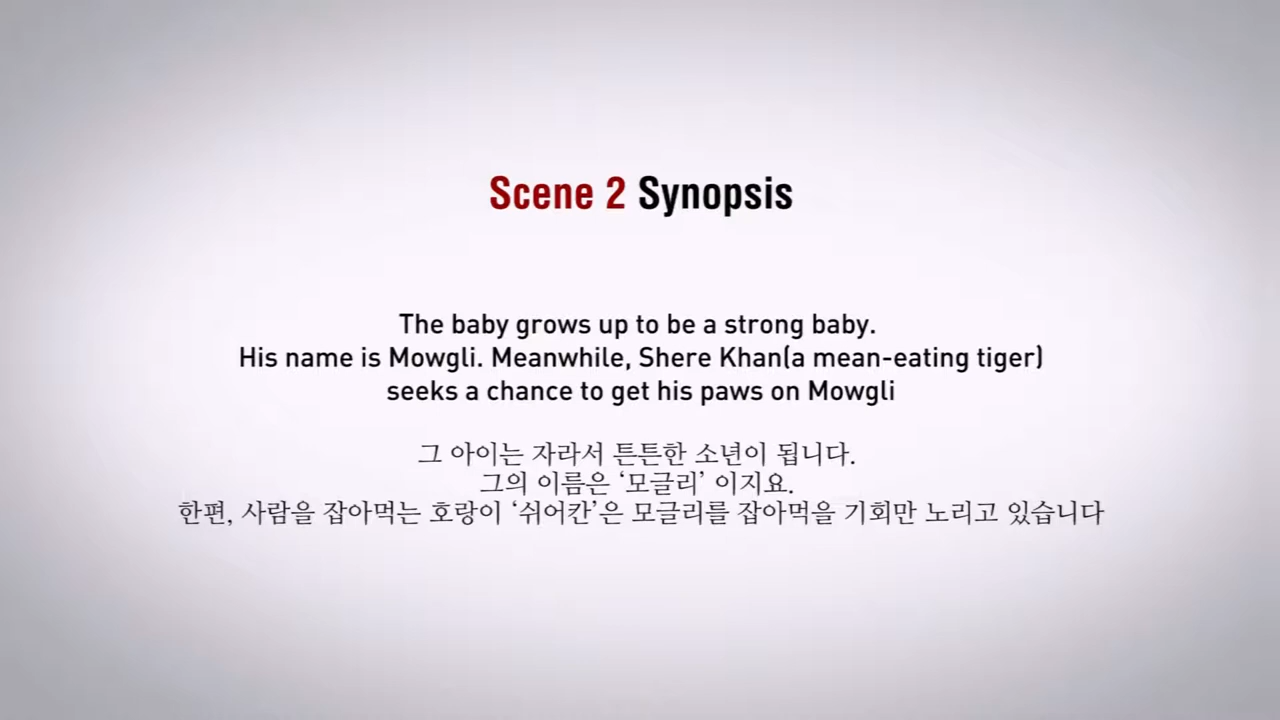 Scene 2 Synopsis
The baby grows up to be a strong baby.
His name is Mowgli. Meanwhile, Shere Khan(a mean-eating tiger)
seeks a chance to get his paws on Mowgli
그 아이는 자라서 튼튼한 소년이 됩니다.
그의 이름은 ‘모글리’ 이지요.
한편, 사람을 잡아먹는 호랑이 ‘쉬어칸’은 모글리를 잡아먹을 기회만 노리고 있습니다